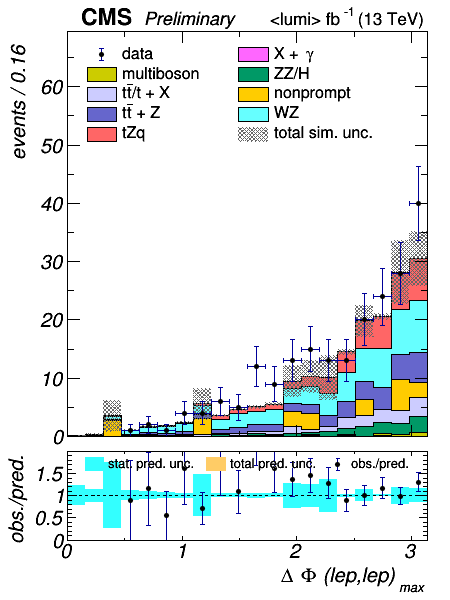 CMS Preliminary <lumi> fb⁻¹ (13 TeV)
events / 0.16
60
50
40
30
20
10
0
data
multiboson
tt̄/t + X
tt̄ + Z
tZq
X + γ
ZZ/H
nonprompt
WZ
total sim. unc.
obs./pred.
1.5
1
0.5
0
stat. pred. unc.
total pred. unc.
obs./pred.
0 1 2 3
Δ Φ (lep,lep) max